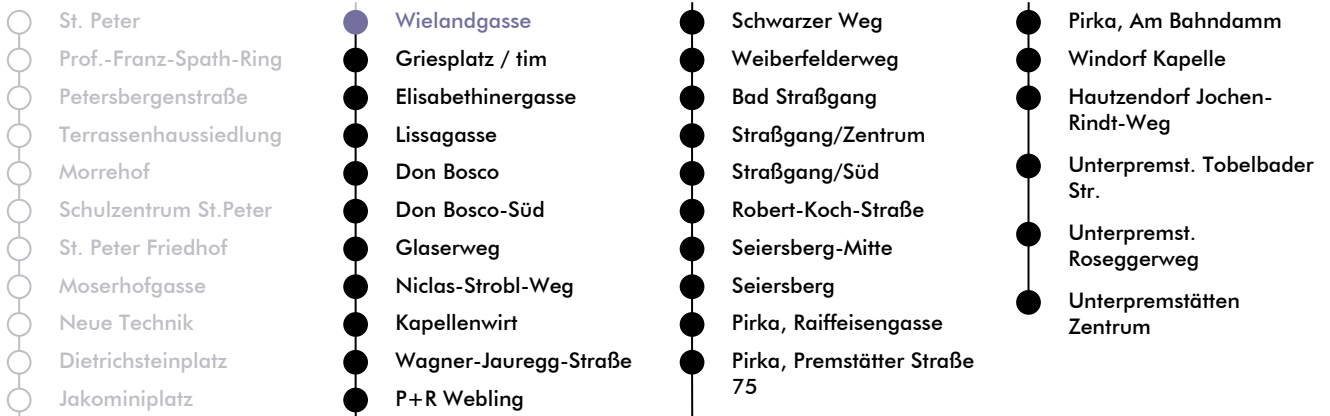 St. Peter
Prof.-Franz-Spath-Ring
Petersbergenstraße
Terrassenhaussiedlung
Morrehof
Schulzentrum St.Peter
St. Peter Friedhof
Moserhofgasse
Neue Technik
Dietrichsteinplatz
Jakominiplatz
Wielandgasse
Griesplatz / tim
Elisabethinergasse
Lissagasse
Don Bosco
Don Bosco-Süd
Glaserweg
Niclas-Strobl-Weg
Kapellenwirt
Wagner-Jauregg-Straße
P+R Webling
Schwarzer Weg
Weiberfelderweg
Bad Straßgang
Straßgang/Zentrum
Straßgang/Süd
Robert-Koch-Straße
Seiersberg-Mitte
Seiersberg
Pirka, Raiffeisengasse
Pirka, Premstätter Straße
75
Pirka, Am Bahndamm
Windorf Kapelle
Hautzendorf Jochen-
Rindt-Weg
Unterpremst. Tobelbader
Str.
Unterpremst.
Roseggerweg
Unterpremstätten
Zentrum